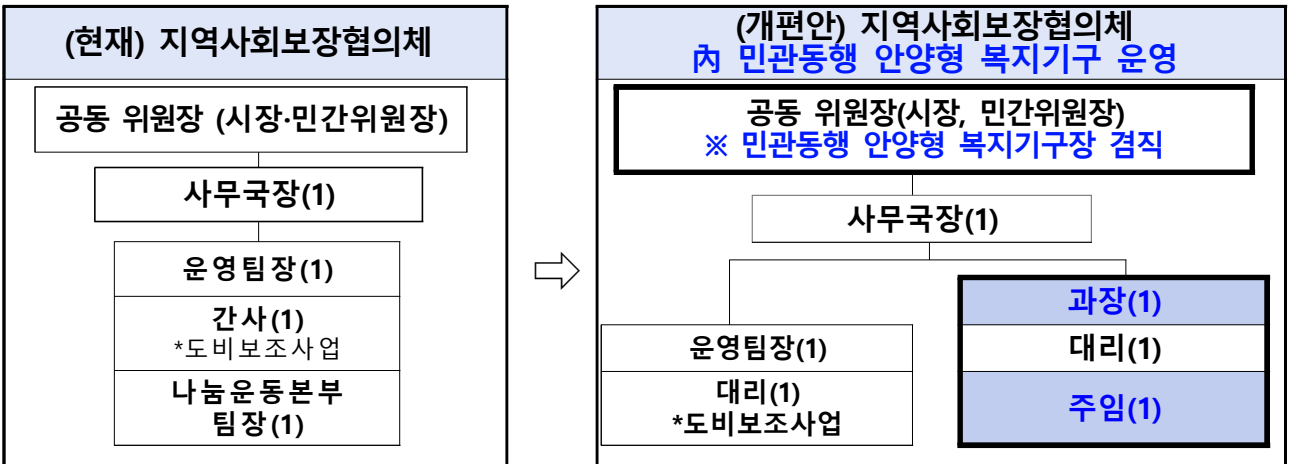 (현재) 지역사회보장협의체
공동 위원장 (시장·민간위원장)
사무국장(1)
운영팀장(1)
간사(1)
*도비보조사업
나눔운동본부
팀장(1)
(개편안) 지역사회보장협의체
內 민관동행 안양형 복지기구 운영
공동 위원장(시장, 민간위원장)
※ 민관동행 안양형 복지기구장 겸직
사무국장(1)
운영팀장(1)
대리(1)
*도비보조사업
과장(1)
대리(1)
주임(1)